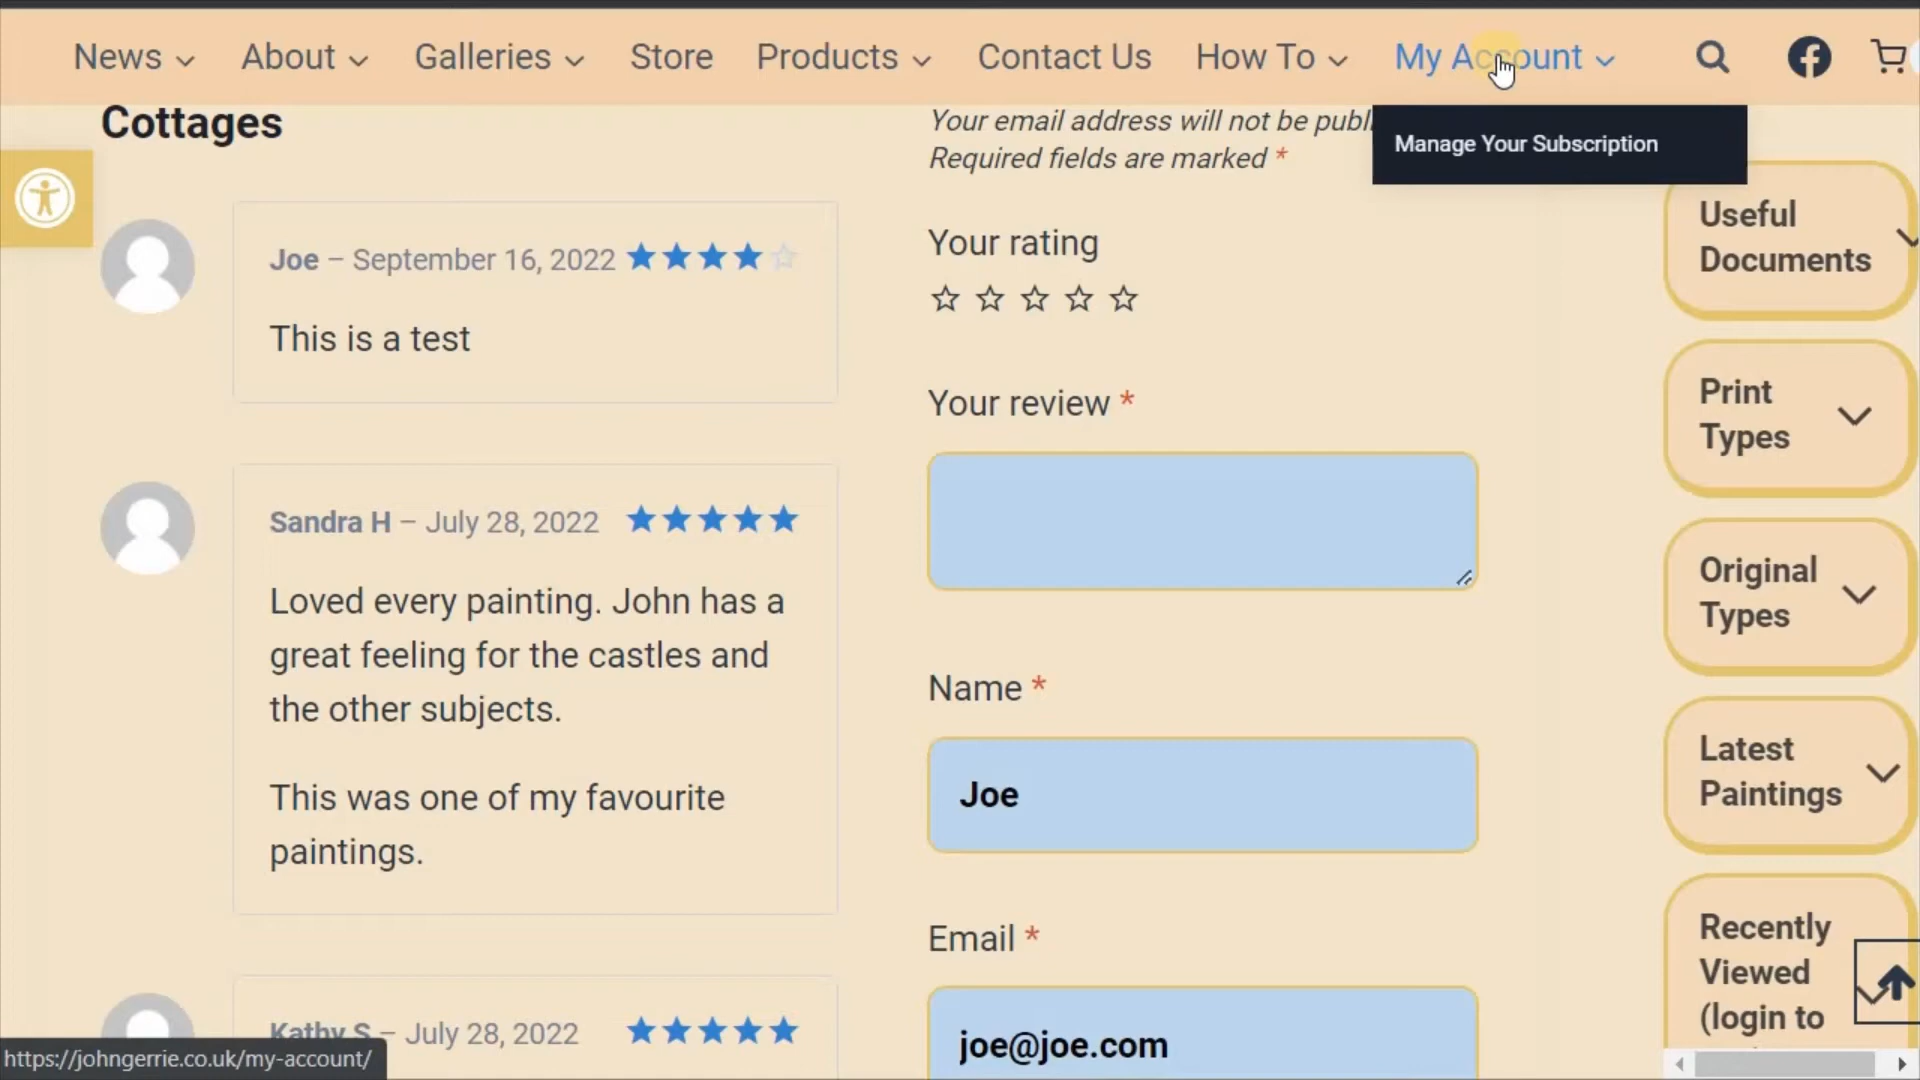 News About Galleries Store Products Contact Us How To My Account
Manage Your Subscription
Cottages
Joe – September 16, 2022
This is a test
Sandra H – July 28, 2022
Loved every painting. John has a
great feeling for the castles and
the other subjects.
This was one of my favourite
paintings.
Kathy S – July 28, 2022
Your email address will not be publ
Required fields are marked *
Your rating
Your review *
Name *
Joe
Email *
joe@joe.com
Useful
Documents
Print
Types
Original
Types
Latest
Paintings
Recently
Viewed
(login to
https://johngerrie.co.uk/my-account/